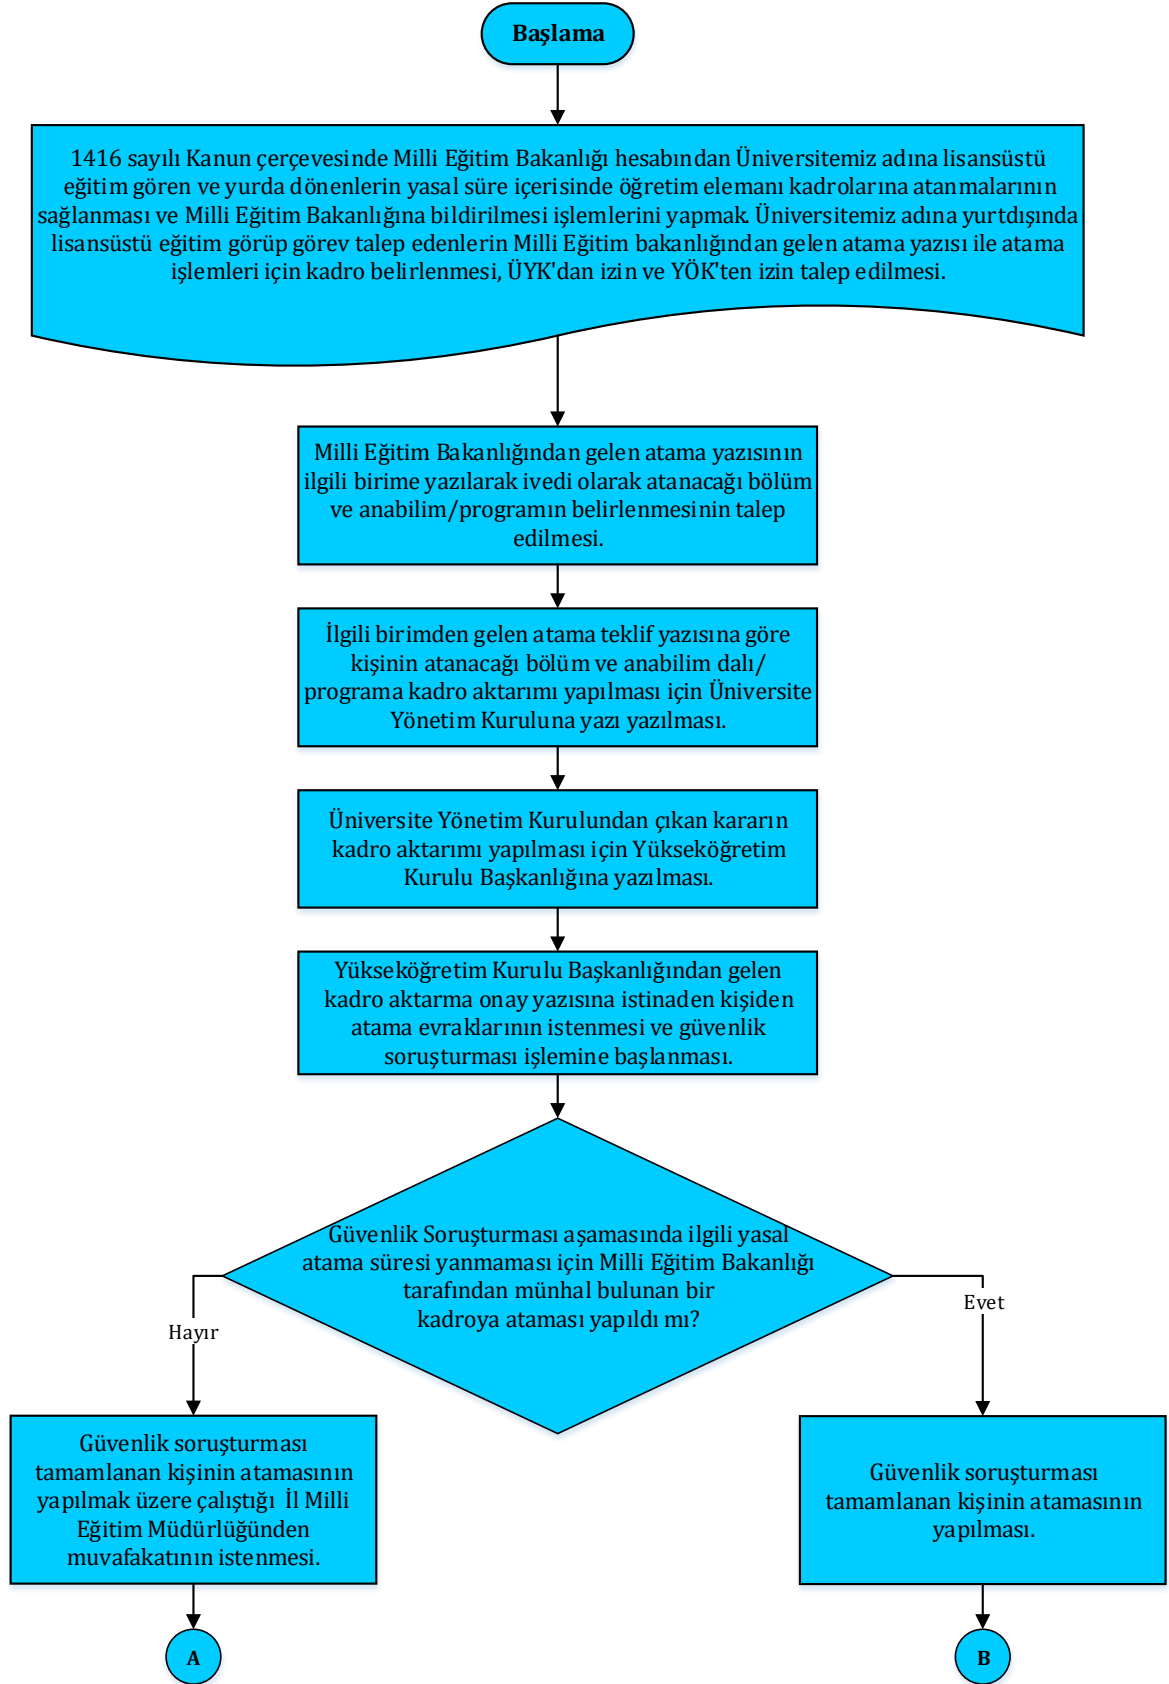 Başlama
1416 sayılı Kanun çerçevesinde Milli Eğitim Bakanlığı hesabından Üniversitemiz adına lisansüstü
eğitim gören ve yurda dönenlerin yasal süre içerisinde öğretim elemanı kadrolarına atanmalarının
sağlanması ve Milli Eğitim Bakanlığına bildirilmesi işlemlerini yapmak. Üniversitemiz adına yurtdışında
lisansüstü eğitim görüp görev talep edenlerin Milli Eğitim bakanlığından gelen atama yazısı ile atama
işlemleri için kadro belirlenmesi, ÜYK'dan izin ve YÖK'ten izin talep edilmesi.
Milli Eğitim Bakanlığından gelen atama yazısının
ilgili birime yazılarak ivedi olarak atanacağı bölüm
ve anabilim/programın belirlenmesinin talep
edilmesi.
İlgili birimden gelen atama teklif yazısına göre
kişinin atanacağı bölüm ve anabilim dalı/
programa kadro aktarımı yapılması için Üniversite
Yönetim Kuruluna yazı yazılması.
Üniversite Yönetim Kurulundan çıkan kararın
kadro aktarımı yapılması için Yükseköğretim
Kurulu Başkanlığına yazılması.
Yükseköğretim Kurulu Başkanlığından gelen
kadro aktarma onay yazısına istinaden kişiden
atama evraklarının istenmesi ve güvenlik
soruşturması işlemine başlanması.
Güvenlik Soruşturması aşamasında ilgili yasal
atama süresi yanmaması için Milli Eğitim Bakanlığı
tarafından münhal bulunan bir
kadroya ataması yapıldı mı?
Hayır
Evet
Güvenlik soruşturması
tamamlanan kişinin atamasının
yapılmak üzere çalıştığı İl Milli
Eğitim Müdürlüğünden
muvafakatının istenmesi.
Güvenlik soruşturması
tamamlanan kişinin atamasının
yapılması.
A
B